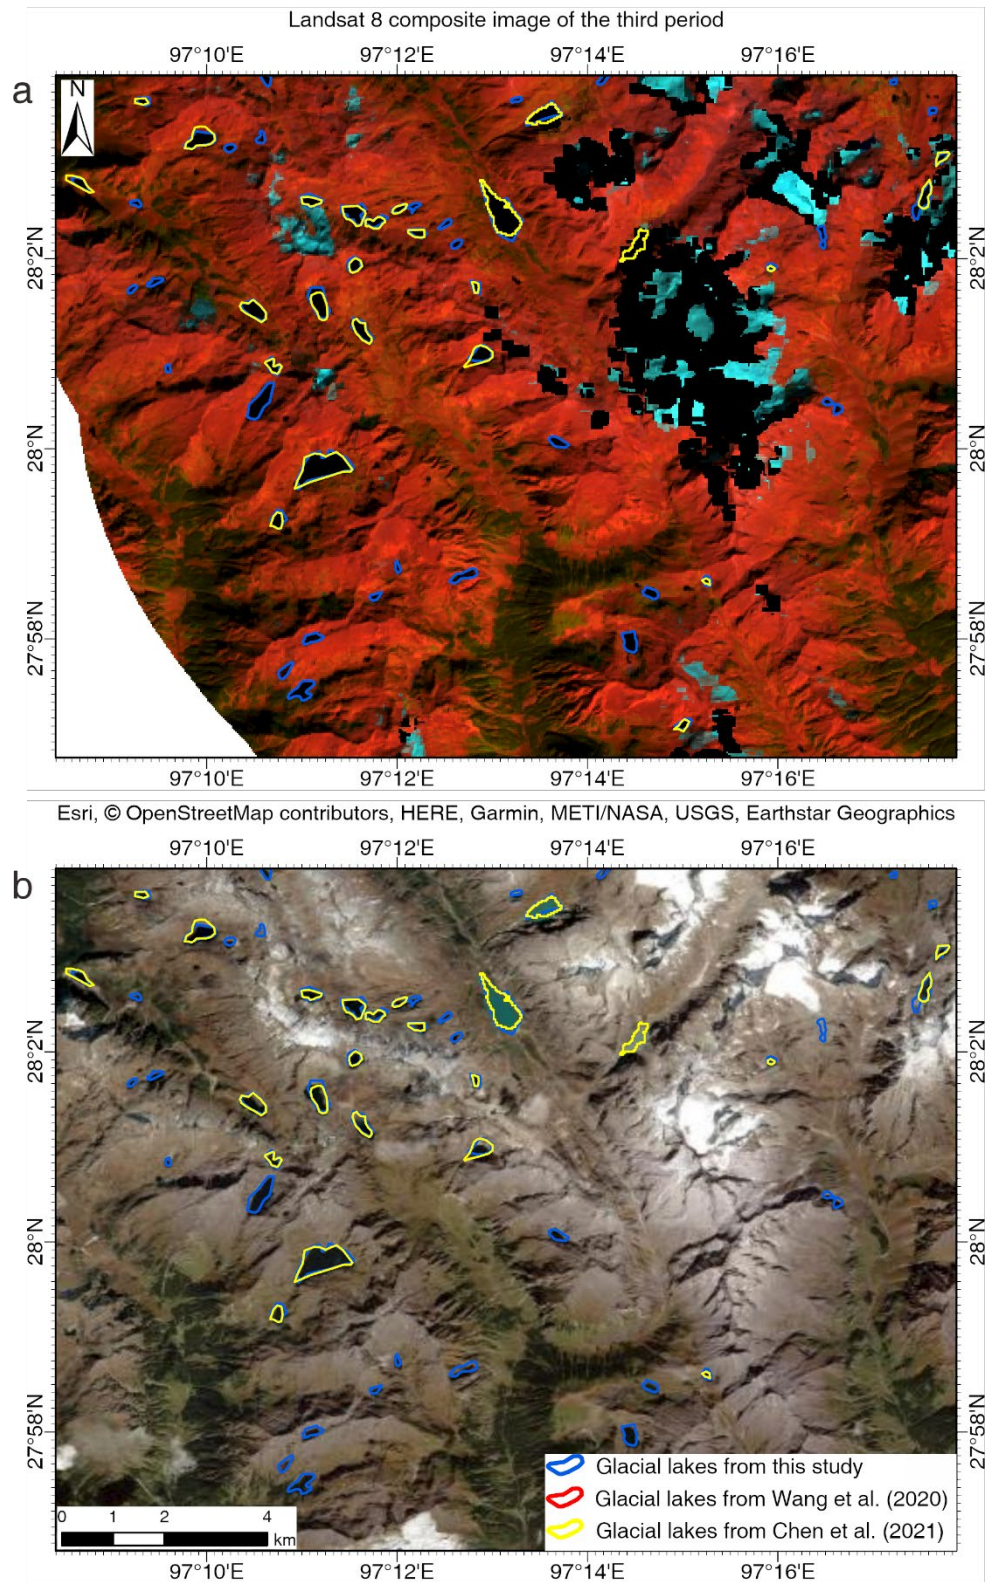 Landsat 8 composite image of the third period
97°10'E 97°12'E 97°14'E 97°16'E
a
N
28°2'N 28°2'N
28°N 28°N
27°58'N 27°58'N
97°10'E 97°12'E 97°14'E 97°16'E
Esri, © OpenStreetMap contributors, HERE, Garmin, METI/NASA, USGS, Earthstar Geographics
97°10'E 97°12'E 97°14'E 97°16'E
b
28°2'N 28°2'N
28°N 28°N
27°58'N 27°58'N
Glacial lakes from this study
Glacial lakes from Wang et al. (2020)
Glacial lakes from Chen et al. (2021)
0 1 2 4
km
97°10'E 97°12'E 97°14'E 97°16'E